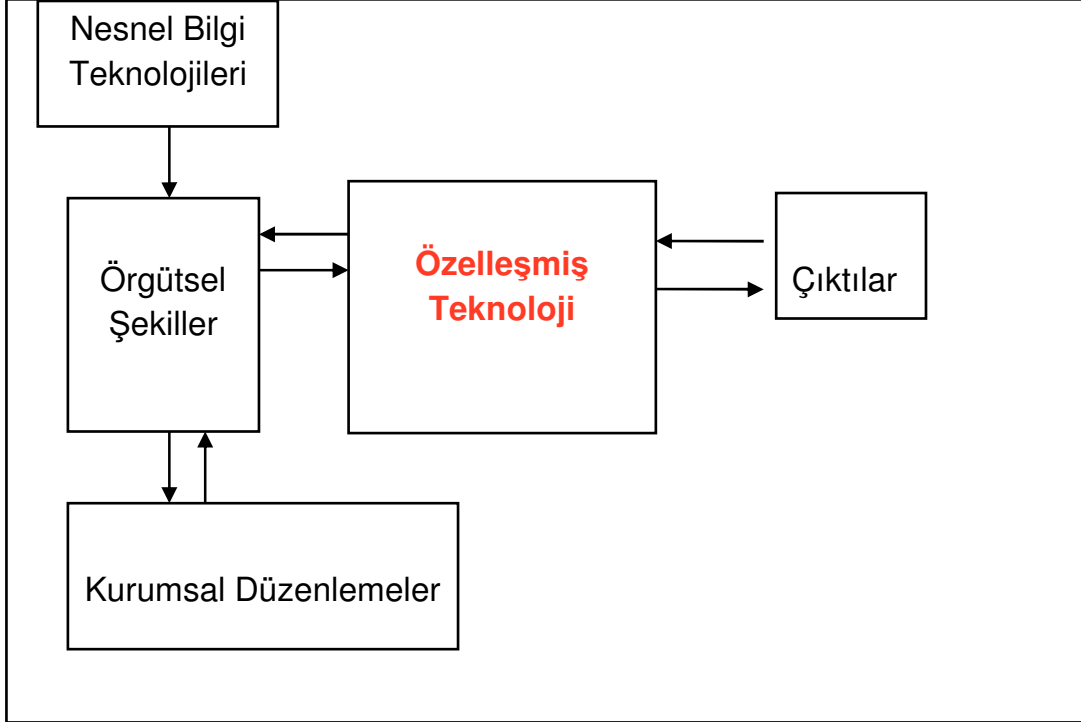 Nesnel Bilgi
Teknolojileri
Örgütsel
Şekiller
Özelleşmiş
Teknoloji
Çıktılar
Kurumsal Düzenlemeler